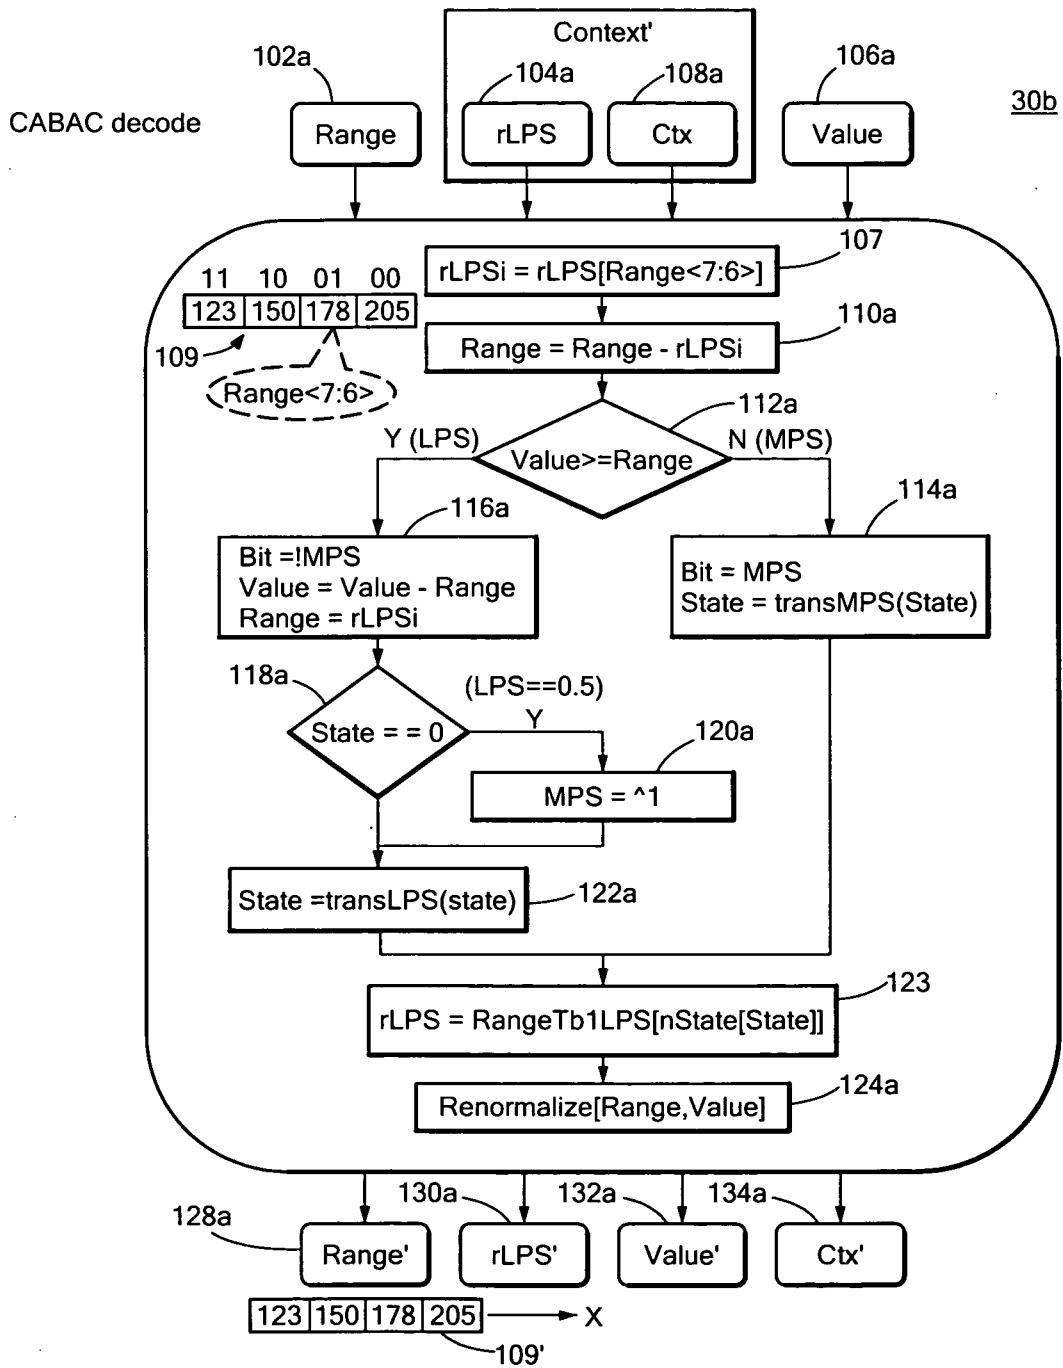 Context'
102a
104a
108a
106a
30b
CABAC decode
Range
rLPS
Ctx
Value
107
rLPSi = rLPS[Range<7:6>]
11 10 01 00
123 150 178 205
109
Range<7:6>
110a
Range = Range - rLPSi
112a
Y (LPS)
N (MPS)
Value>=Range
116a
114a
Bit =!MPS
Value = Value - Range
Range = rLPSi
Bit = MPS
State = transMPS(State)
118a
(LPS==0.5)
Y
State = = 0
120a
MPS = ^1
State =transLPS(state)
122a
123
rLPS = RangeTb1LPS[nState[State]]
124a
Renormalize[Range,Value]
128a
130a
132a
134a
Range'
rLPS'
Value'
Ctx'
123 150 178 205
X
109'